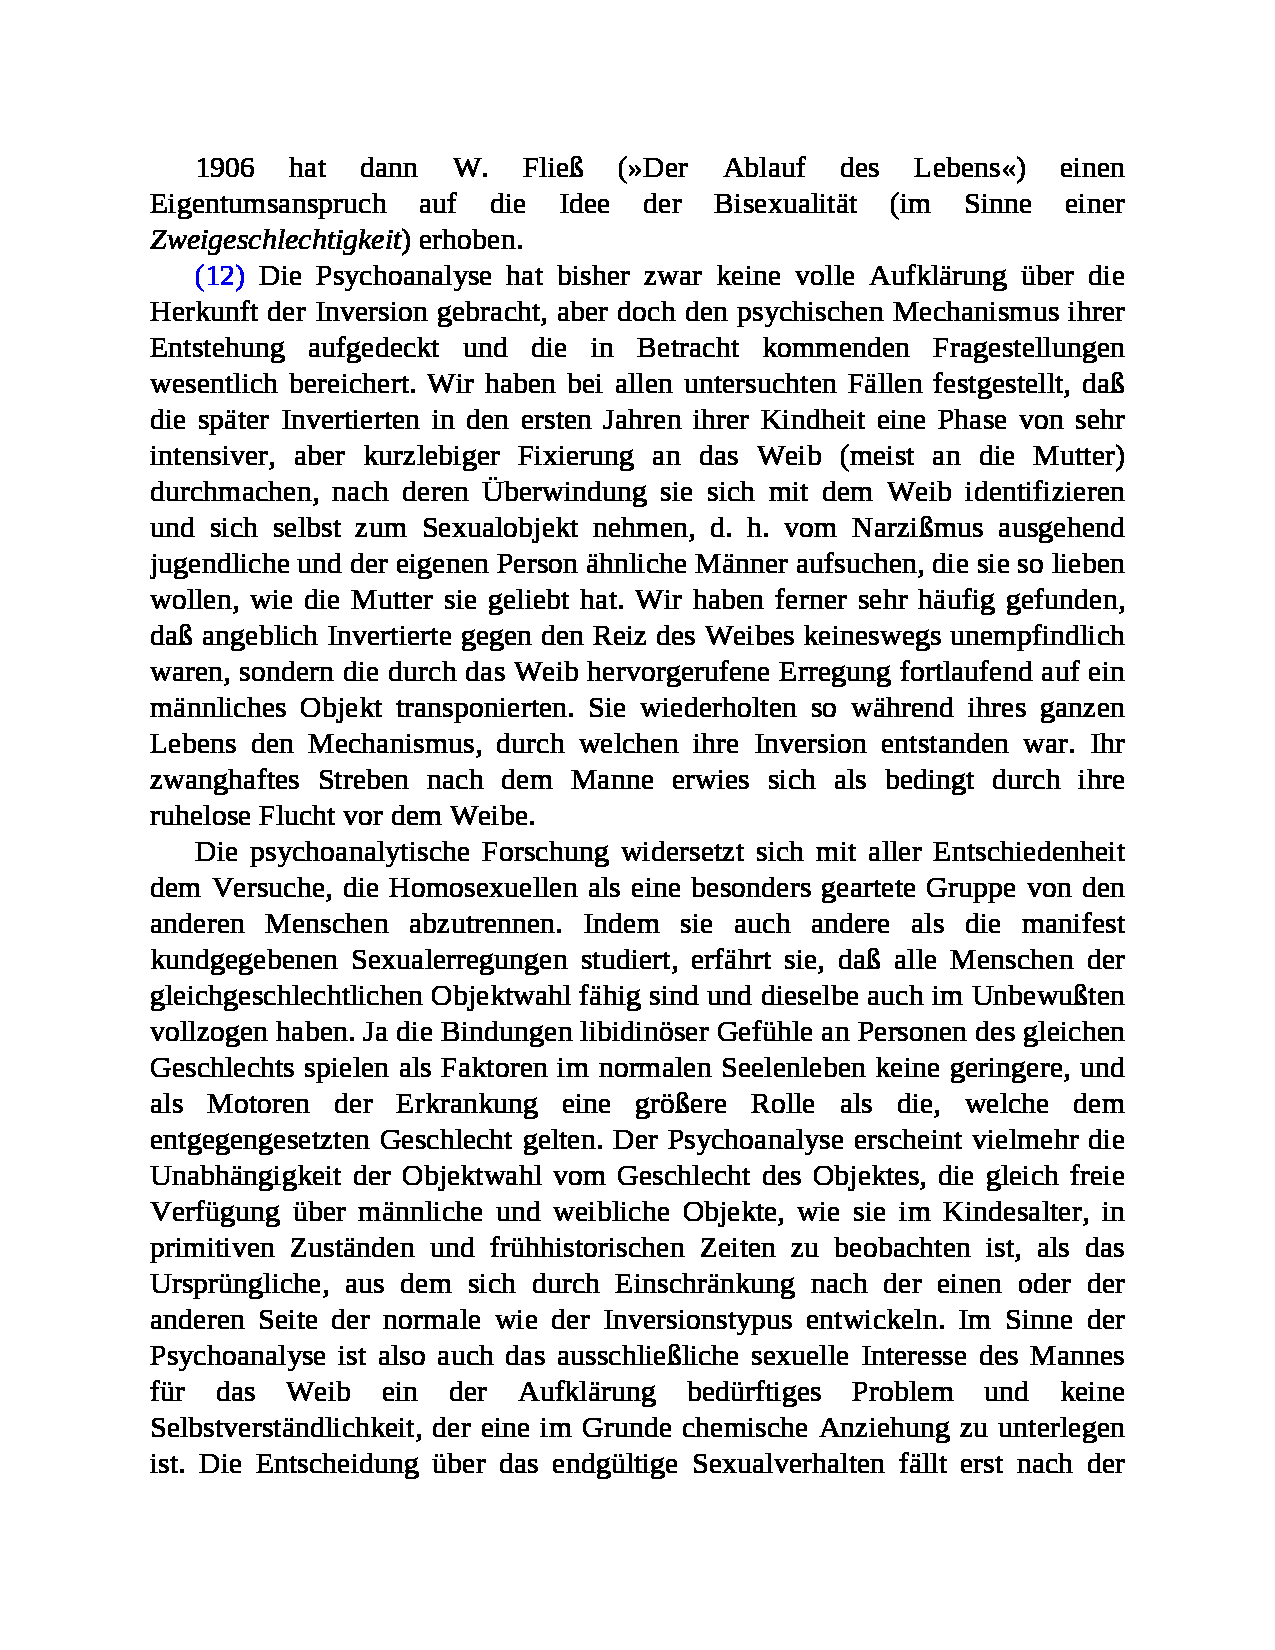 1906 hat dann W. Fließ (»Der Ablauf des Lebens«) einen
Eigentumsanspruch auf die Idee der Bisexualität (im Sinne einer
Zweigeschlechtigkeit) erhoben.
(12) Die Psychoanalyse hat bisher zwar keine volle Aufklärung über die
Herkunft der Inversion gebracht, aber doch den psychischen Mechanismus ihrer
Entstehung aufgedeckt und die in Betracht kommenden Fragestellungen
wesentlich bereichert. Wir haben bei allen untersuchten Fällen festgestellt, daß
die später Invertierten in den ersten Jahren ihrer Kindheit eine Phase von sehr
intensiver, aber kurzlebiger Fixierung an das Weib (meist an die Mutter)
durchmachen, nach deren Überwindung sie sich mit dem Weib identifizieren
und sich selbst zum Sexualobjekt nehmen, d. h. vom Narzißmus ausgehend
jugendliche und der eigenen Person ähnliche Männer aufsuchen, die sie so lieben
wollen, wie die Mutter sie geliebt hat. Wir haben ferner sehr häufig gefunden,
daß angeblich Invertierte gegen den Reiz des Weibes keineswegs unempfindlich
waren, sondern die durch das Weib hervorgerufene Erregung fortlaufend auf ein
männliches Objekt transponierten. Sie wiederholten so während ihres ganzen
Lebens den Mechanismus, durch welchen ihre Inversion entstanden war. Ihr
zwanghaftes Streben nach dem Manne erwies sich als bedingt durch ihre
ruhelose Flucht vor dem Weibe.
Die psychoanalytische Forschung widersetzt sich mit aller Entschiedenheit
dem Versuche, die Homosexuellen als eine besonders geartete Gruppe von den
anderen Menschen abzutrennen. Indem sie auch andere als die manifest
kundgegebenen Sexualerregungen studiert, erfährt sie, daß alle Menschen der
gleichgeschlechtlichen Objektwahl fähig sind und dieselbe auch im Unbewußten
vollzogen haben. Ja die Bindungen libidinöser Gefühle an Personen des gleichen
Geschlechts spielen als Faktoren im normalen Seelenleben keine geringere, und
als Motoren der Erkrankung eine größere Rolle als die, welche dem
entgegengesetzten Geschlecht gelten. Der Psychoanalyse erscheint vielmehr die
Unabhängigkeit der Objektwahl vom Geschlecht des Objektes, die gleich freie
Verfügung über männliche und weibliche Objekte, wie sie im Kindesalter, in
primitiven Zuständen und frühhistorischen Zeiten zu beobachten ist, als das
Ursprüngliche, aus dem sich durch Einschränkung nach der einen oder der
anderen Seite der normale wie der Inversionstypus entwickeln. Im Sinne der
Psychoanalyse ist also auch das ausschließliche sexuelle Interesse des Mannes
für das Weib ein der Aufklärung bedürftiges Problem und keine
Selbstverständlichkeit, der eine im Grunde chemische Anziehung zu unterlegen
ist. Die Entscheidung über das endgültige Sexualverhalten fällt erst nach der